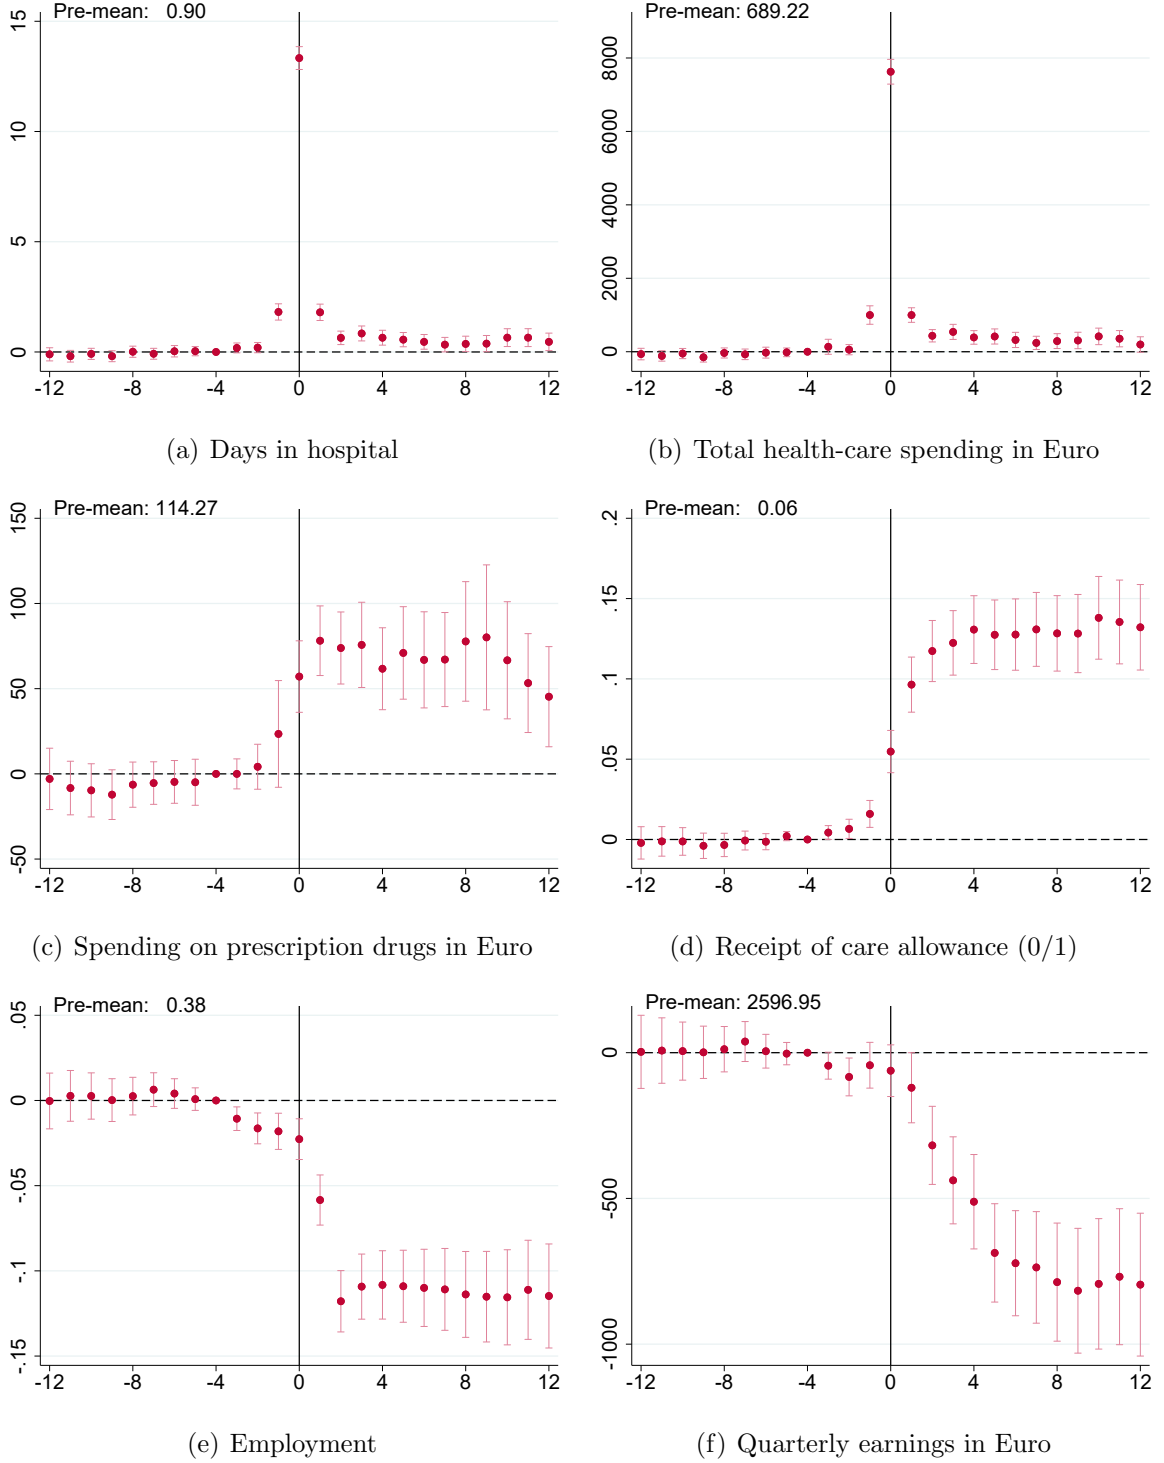 Pre-mean: 0.90
15
10
5
0
-12 -8 -4 0 4 8 12
(a) Days in hospital
Pre-mean: 689.22
8000
6000
4000
2000
0
-12 -8 -4 0 4 8 12
(b) Total health-care spending in Euro
Pre-mean: 114.27
150
100
50
0
-50
-12 -8 -4 0 4 8 12
(c) Spending on prescription drugs in Euro
Pre-mean: 0.06
.2
.15
.1
.05
0
-12 -8 -4 0 4 8 12
(d) Receipt of care allowance (0/1)
Pre-mean: 0.38
.05
0
-.05
-.1
-.15
-12 -8 -4 0 4 8 12
(e) Employment
Pre-mean: 2596.95
0
-500
-1000
-12 -8 -4 0 4 8 12
(f) Quarterly earnings in Euro